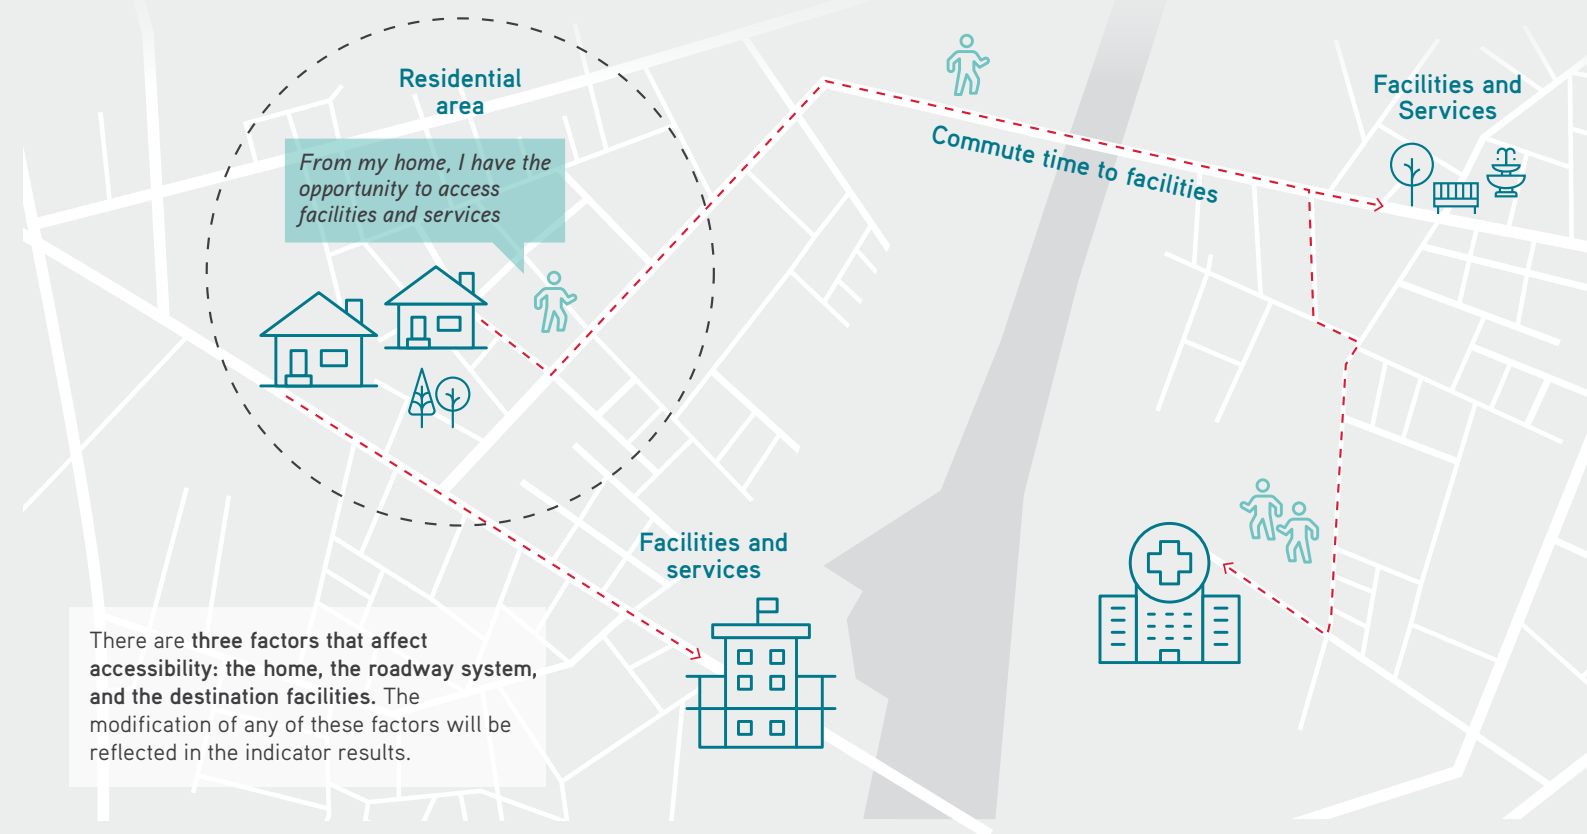 Residential
area
From my home, I have the
opportunity to access
facilities and services
Commute time to facilities
Facilities and
Services
Facilities and
services
There are three factors that affect
accessibility: the home, the roadway system,
and the destination facilities. The
modification of any of these factors will be
reflected in the indicator results.